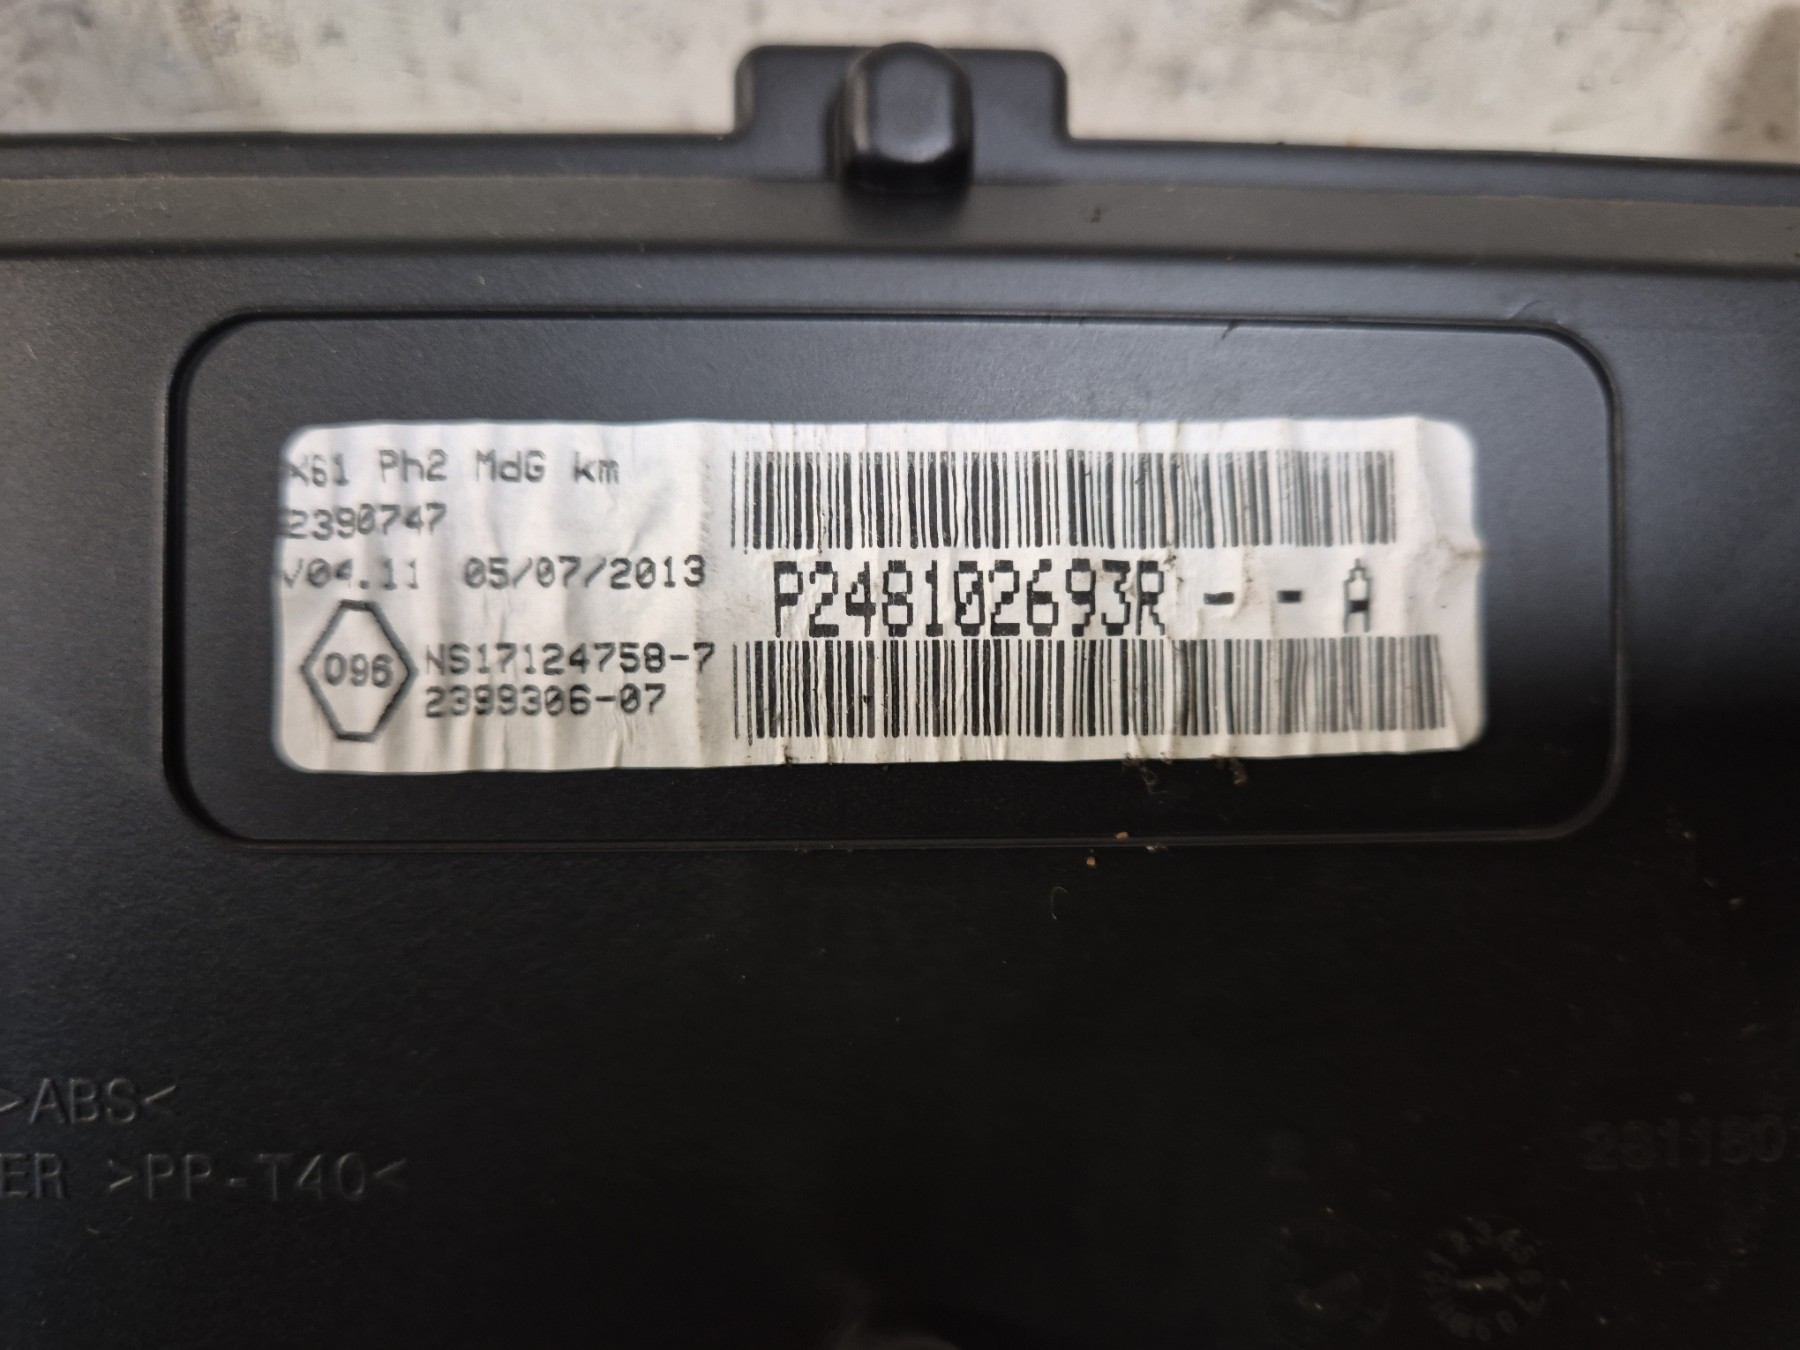 X61 Ph2 MdG km
2390747
V04.11 05/07/2013
096
NS17124758-7
2399306-07
P248102693R--A
>ABS<
ER >PP-T40<